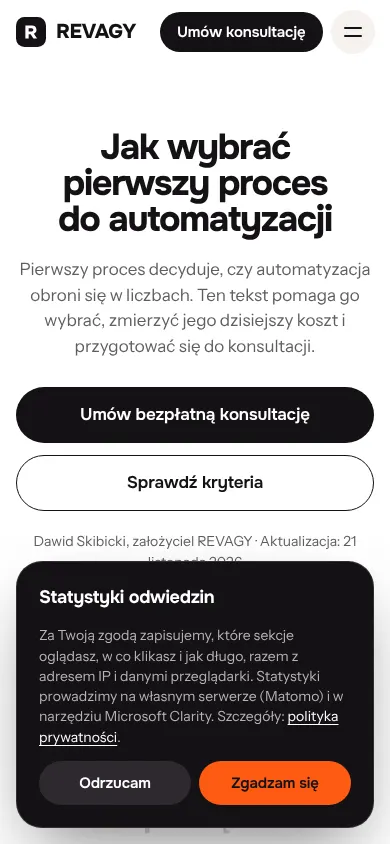 R REVAGY
Umów konsultację
Jak wybrać
pierwszy proces
do automatyzacji
Pierwszy proces decyduje, czy automatyzacja
obroni się w liczbach. Ten tekst pomaga go
wybrać, zmierzyć jego dzisiejszy koszt i
przygotować się do konsultacji.
Umów bezpłatną konsultację
Sprawdź kryteria
Dawid Skibicki, założyciel REVAGY · Aktualizacja: 21
listopada 2026
Statystyki odwiedzin
Za Twoją zgodą zapisujemy, które sekcje
oglądasz, w co klikasz i jak długo, razem z
adresem IP i danymi przeglądarki. Statystyki
prowadzimy na własnym serwerze (Matomo) i w
narzędziu Microsoft Clarity. Szczegóły: polityka
prywatności.
Odrzucam
Zgadzam się